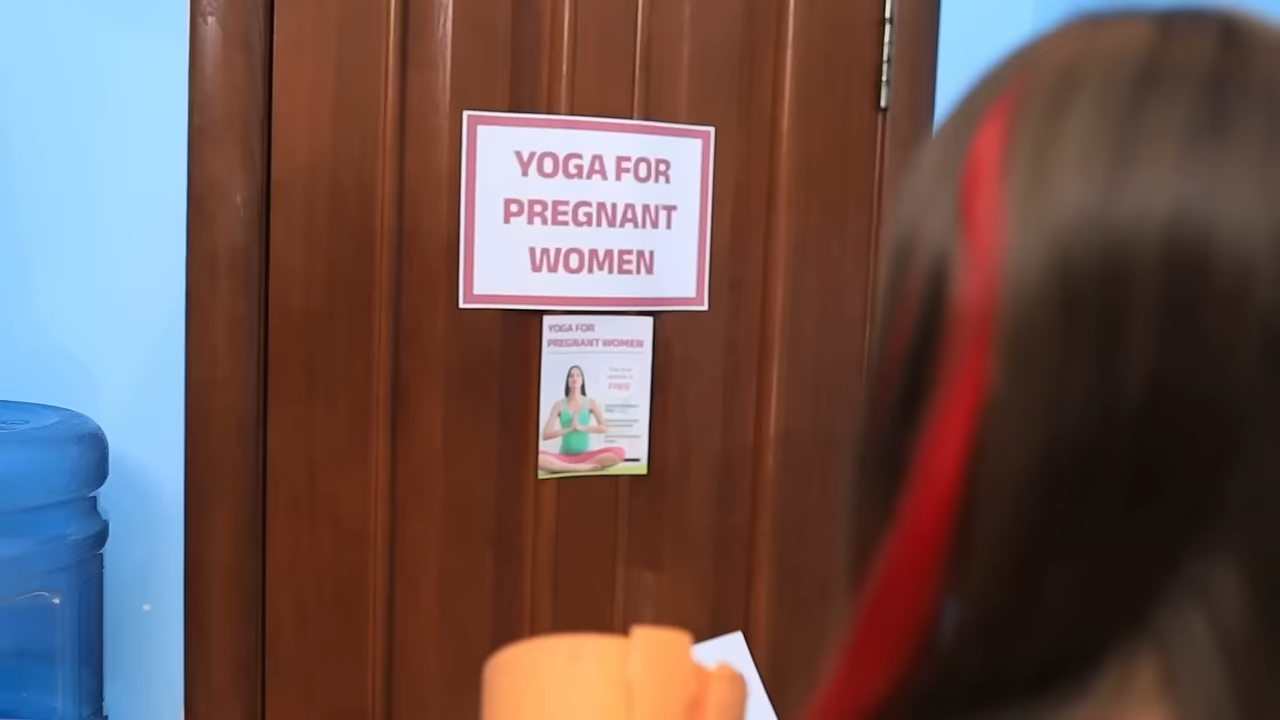 YOGA FOR
PREGNANT
WOMEN
YOGA FOR
PREGNANT WOMEN
FREE